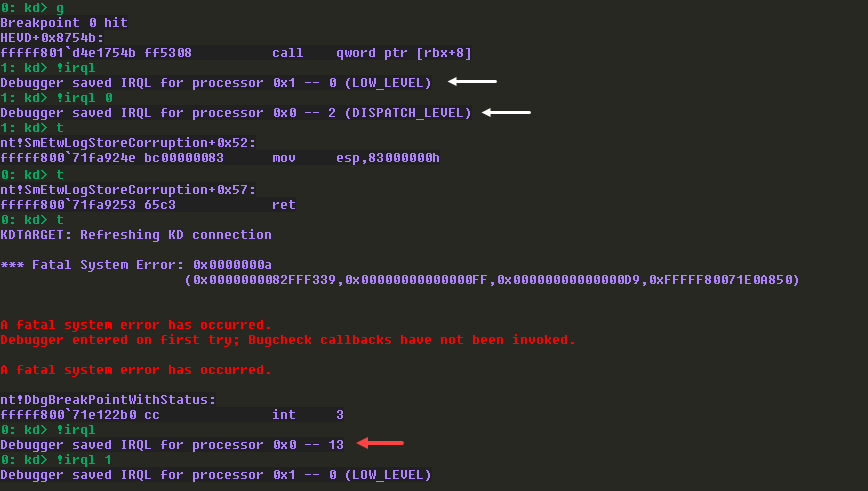 0: kd> g
Breakpoint 0 hit
HEVD+0x8754b:
fffff801`d4e1754b ff5308          call    qword ptr [rbx+8]
1: kd> !irql
Debugger saved IRQL for processor 0x1 -- 0 (LOW_LEVEL)
1: kd> !irql 0
Debugger saved IRQL for processor 0x0 -- 2 (DISPATCH_LEVEL)
1: kd> t
nt!SmEtwLogStoreCorruption+0x52:
fffff800`71fa924e bc00000083      mov     esp,83000000h
0: kd> t
nt!SmEtwLogStoreCorruption+0x57:
fffff800`71fa9253 65c3            ret
0: kd> t
KDTARGET: Refreshing KD connection
*** Fatal System Error: 0x0000000a
(0x0000000082FFF339,0x00000000000000FF,0x00000000000000D9,0xFFFFF80071E0A850)
A fatal system error has occurred.
Debugger entered on first try; Bugcheck callbacks have not been invoked.
A fatal system error has occurred.
nt!DbgBreakPointWithStatus:
fffff800`71e122b0 cc              int     3
0: kd> !irql
Debugger saved IRQL for processor 0x0 -- 13
0: kd> !irql 1
Debugger saved IRQL for processor 0x1 -- 0 (LOW_LEVEL)